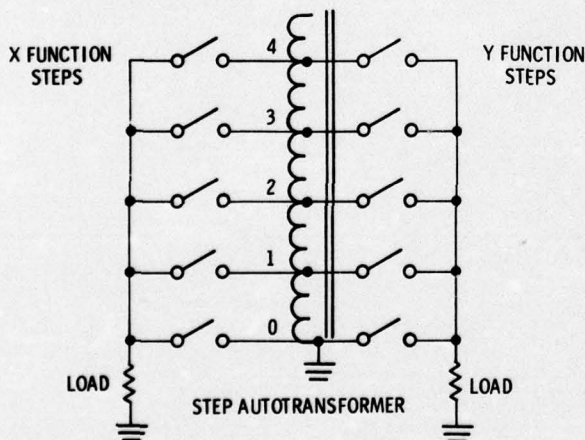 X FUNCTION
STEPS
Y FUNCTION
STEPS
4
3
2
1
0
LOAD
STEP AUTOTRANSFORMER
LOAD